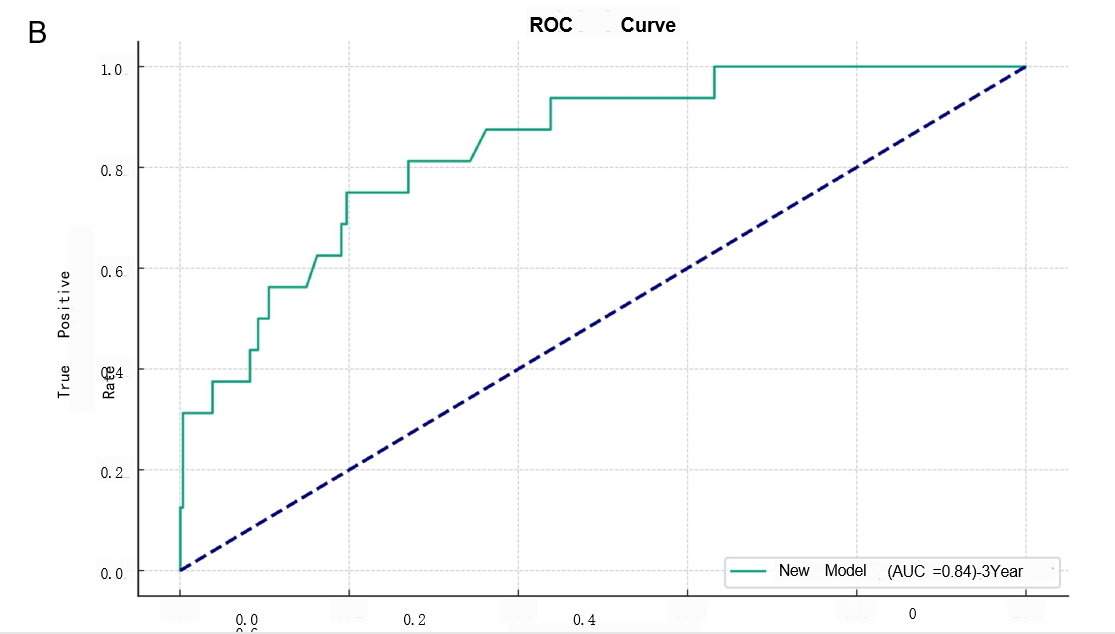 B
ROC Curve
1.0
0.8
0.6
0.4
0.2
0.0
True Positive
Rate
New Model (AUC =0.84)-3Year
0.0 0.2 0.4 0